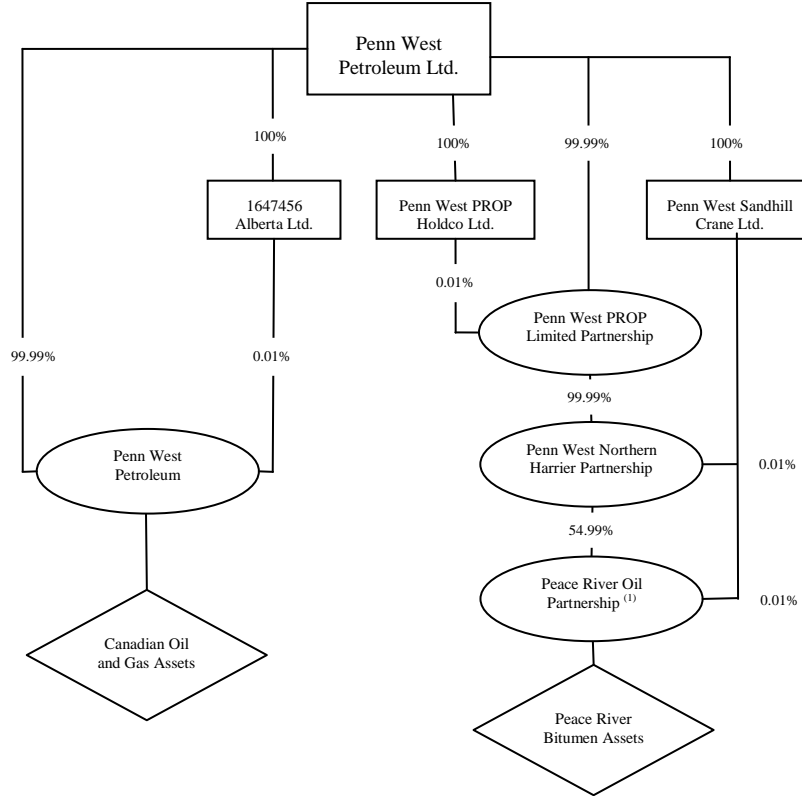 Penn West
Petroleum Ltd.
100%
100%
99.99%
100%
1647456
Alberta Ltd.
Penn West PROP
Holdco Ltd.
Penn West Sandhill
Crane Ltd.
0.01%
Penn West PROP
Limited Partnership
99.99%
0.01%
99.99%
Penn West
Petroleum
Penn West Northern
Harrier Partnership
0.01%
54.99%
Peace River Oil
Partnership (1)
0.01%
Canadian Oil
and Gas Assets
Peace River
Bitumen Assets